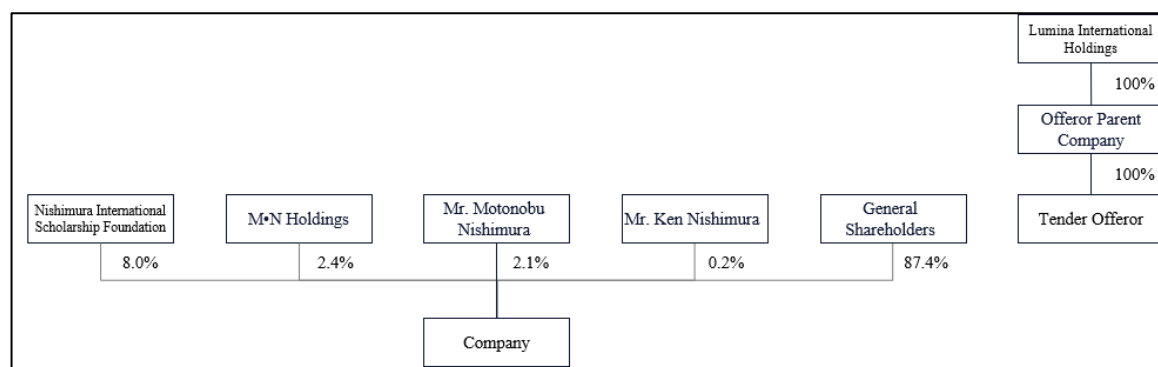 Lumina International
Holdings
100%
Offeror Parent
Company
100%
Nishimura International
Scholarship Foundation
M•N Holdings
Mr. Motonobu
Nishimura
Mr. Ken Nishimura
General
Shareholders
Tender Offeror
8.0%
2.4%
2.1%
0.2%
87.4%
Company